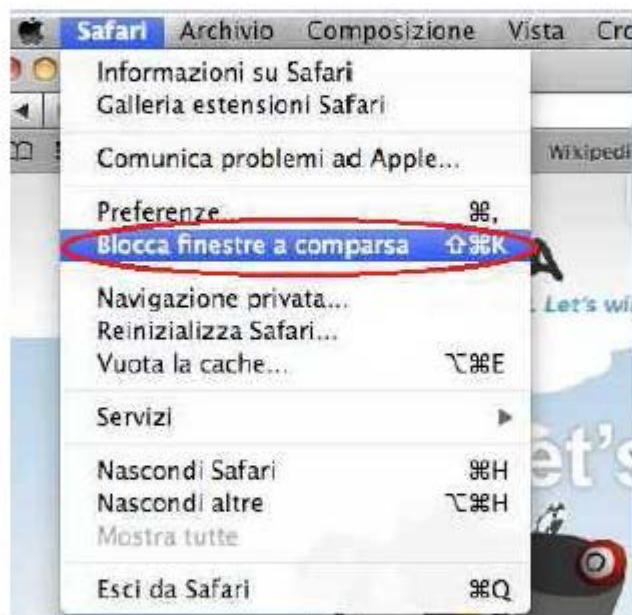 Safari Archivio Composizione Vista Cro
Informazioni su Safari
Galleria estensioni Safari
Comunica problemi ad Apple...
Wikipedi
Preferenze... ⌘,
Blocca finestre a comparsa ⇧⌘K
A
Navigazione privata...
Let's wi
Reinizializza Safari...
Vuota la cache... ⌥⌘E
Servizi ▶
êt's
Nascondi Safari ⌘H
Nascondi altre ⌥⌘H
Mostra tutte
Esci da Safari ⌘Q